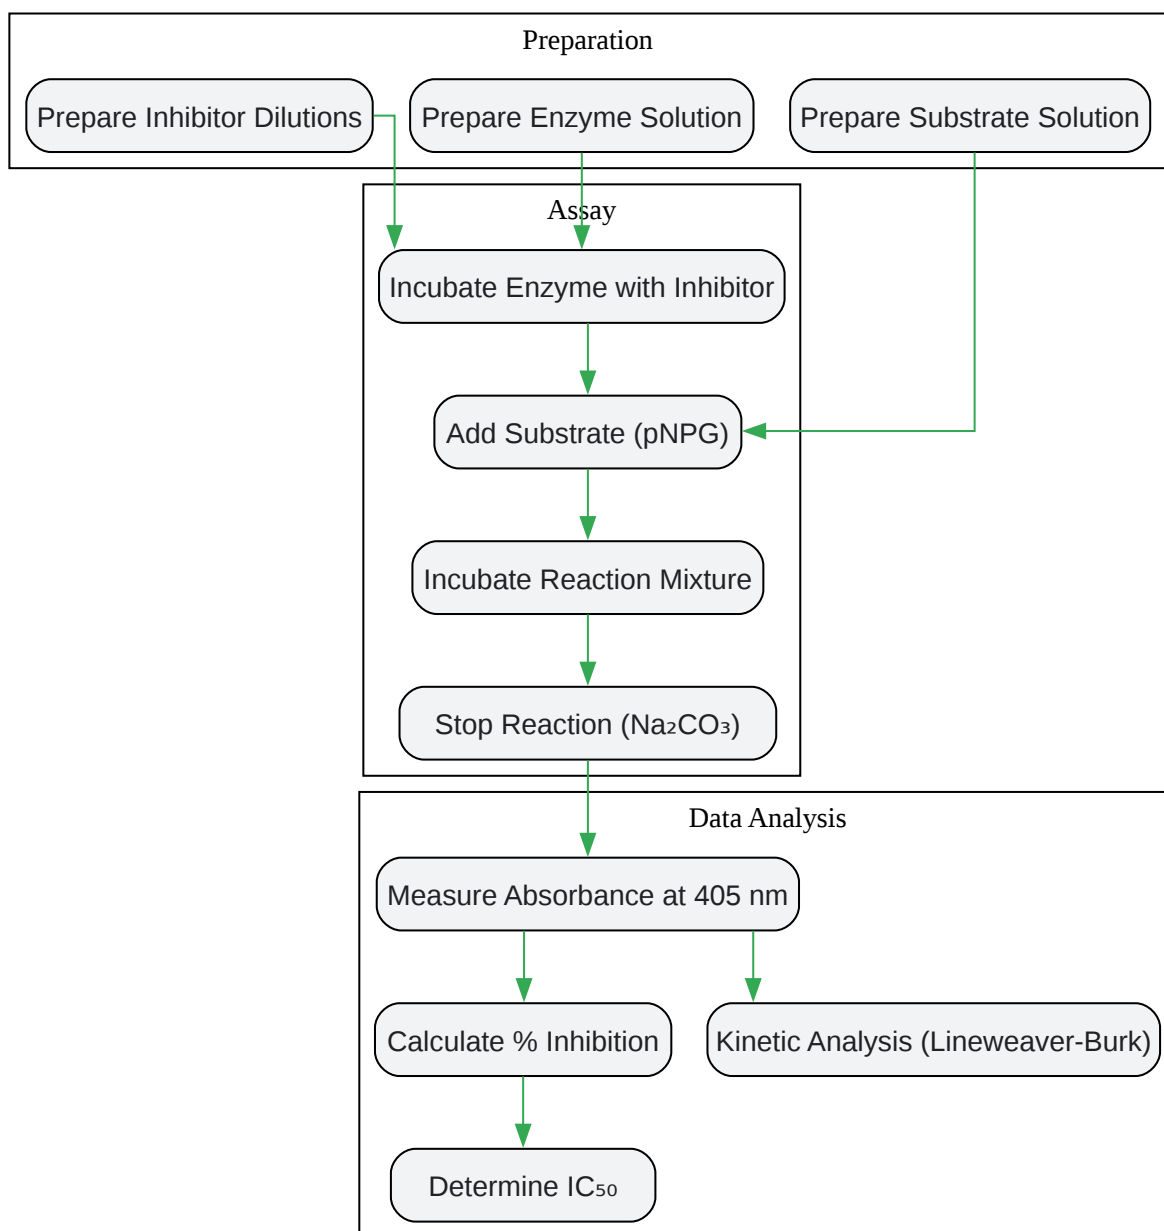 Preparation
Prepare Inhibitor Dilutions
Prepare Enzyme Solution
Prepare Substrate Solution
Assay
Incubate Enzyme with Inhibitor
Add Substrate (pNPG)
Incubate Reaction Mixture
Stop Reaction (Na₂CO₃)
Data Analysis
Measure Absorbance at 405 nm
Calculate % Inhibition
Kinetic Analysis (Lineweaver-Burk)
Determine IC₅₀